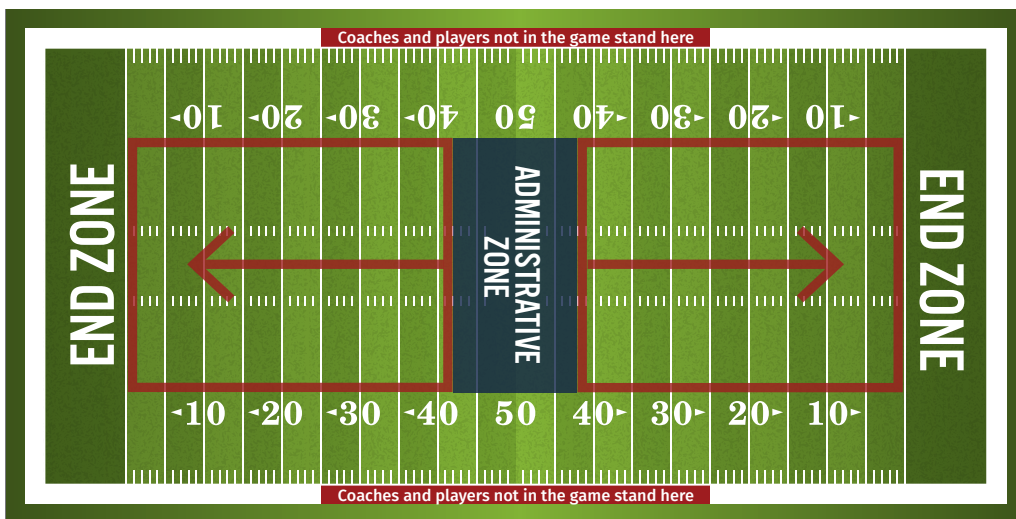 Coaches and players not in the game stand here
10 20 30 40 50 40 30 20 10
END ZONE
ADMINISTRATIVE
ZONE
END ZONE
10 20 30 40 50 40 30 20 10
Coaches and players not in the game stand here